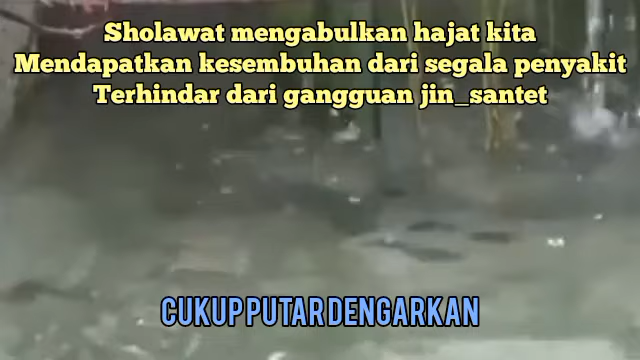 Sholawat mengabulkan hajat kita
Mendapatkan kesembuhan dari segala penyakit
Terhindar dari gangguan jin_santet
CUKUP PUTAR DENGARKAN